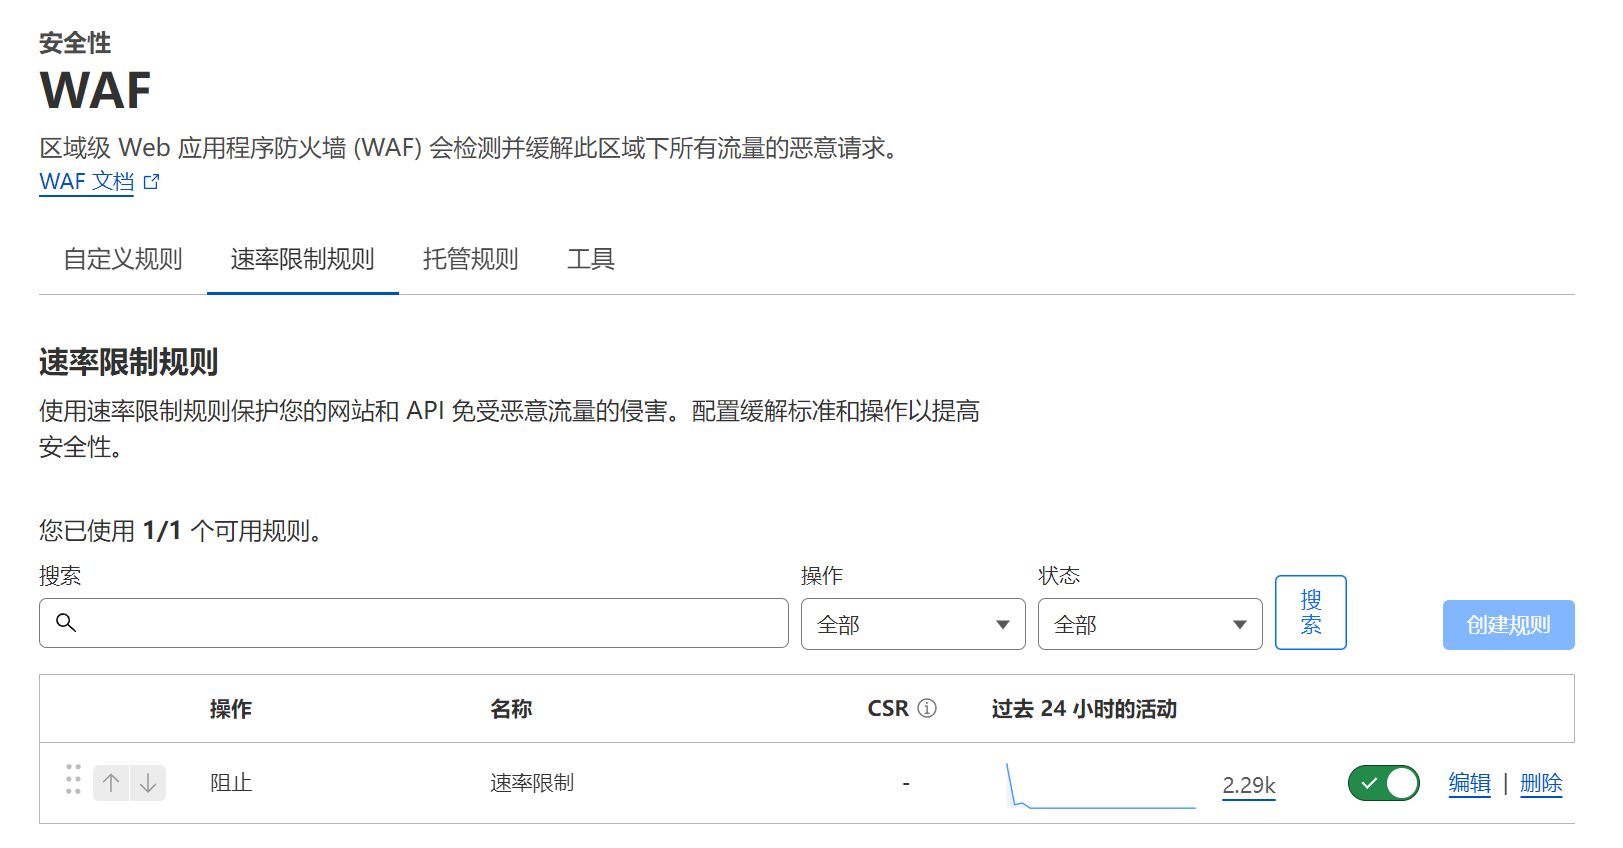 安全性
WAF
区域级 Web 应用程序防火墙 (WAF) 会检测并缓解此区域下所有流量的恶意请求。
WAF 文档
自定义规则 速率限制规则 托管规则 工具
速率限制规则
使用速率限制规则保护您的网站和 API 免受恶意流量的侵害。配置缓解标准和操作以提高
安全性。
您已使用 1/1 个可用规则。
搜索 操作 状态
全部 全部 搜索 创建规则
操作 名称 CSR 过去 24 小时的活动
阻止 速率限制 - 2.29k 编辑 | 删除